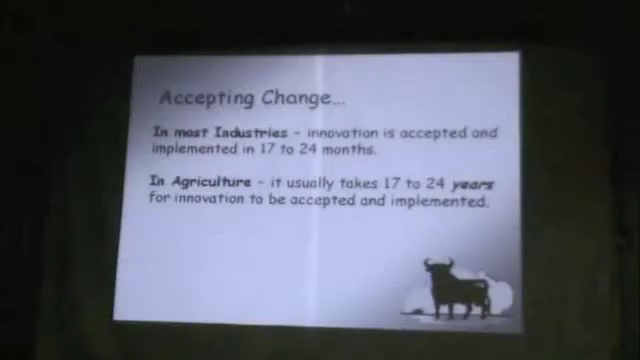 Accepting Change...
In most Industries - innovation is accepted and
implemented in 17 to 24 months.
In Agriculture - it usually takes 17 to 24 years
for innovation to be accepted and implemented.